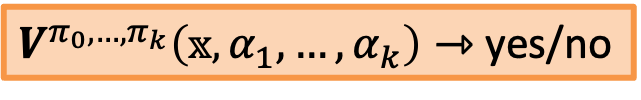 V^{π_0,…,π_k}(𝕩, α_1, … , α_k) → yes/no